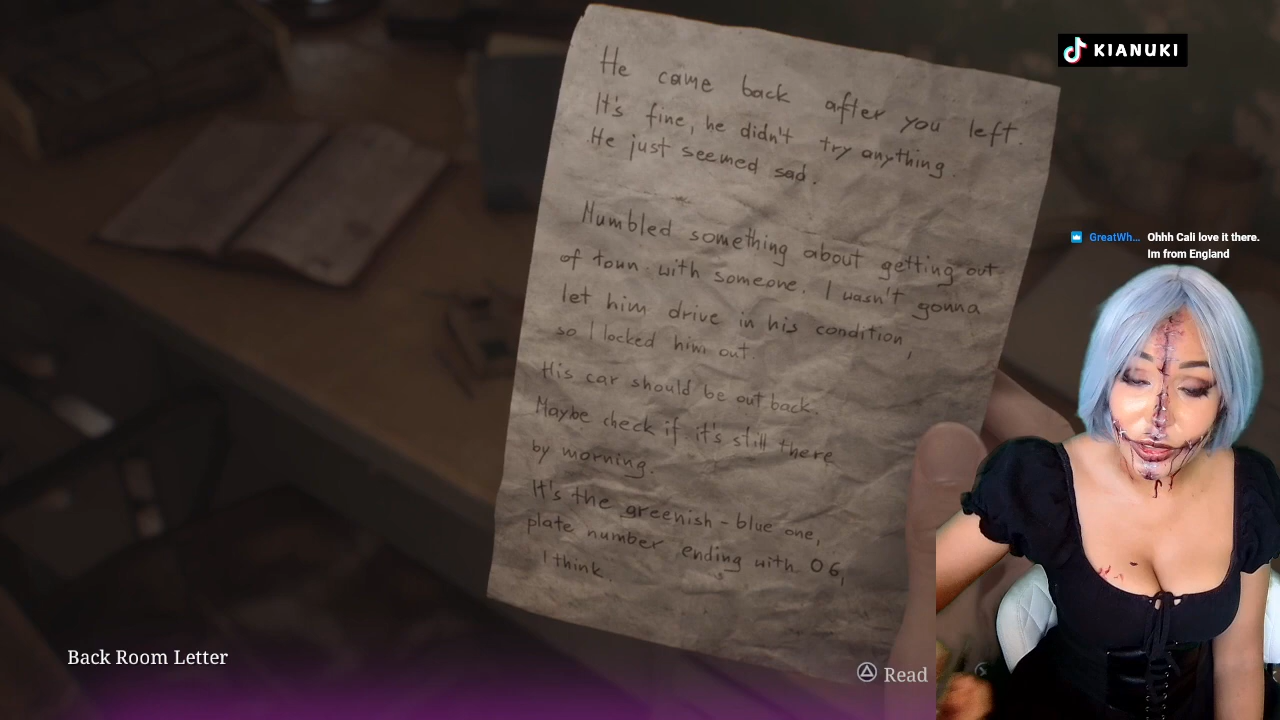 KIANUKI
He came back after you left.
It's fine, he didn't try anything.
He just seemed sad.
Mumbled something about getting out
of town with someone. I wasn't gonna
let him drive in his condition,
so I locked him out.
His car should be out back.
Maybe check if it's still there
by morning.
It's the greenish-blue one,
plate number ending with 06,
I think.
GreatWh... Ohhh Cali love it there.
Im from England
Back Room Letter
Read